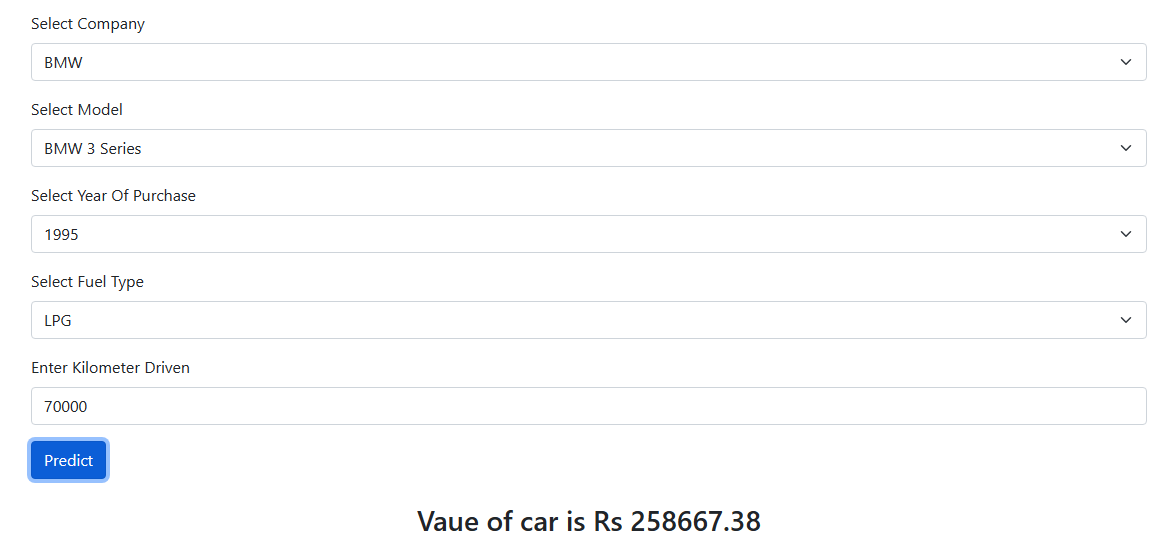 Select Company
BMW
Select Model
BMW 3 Series
Select Year Of Purchase
1995
Select Fuel Type
LPG
Enter Kilometer Driven
70000
Predict
Vaue of car is Rs 258667.38